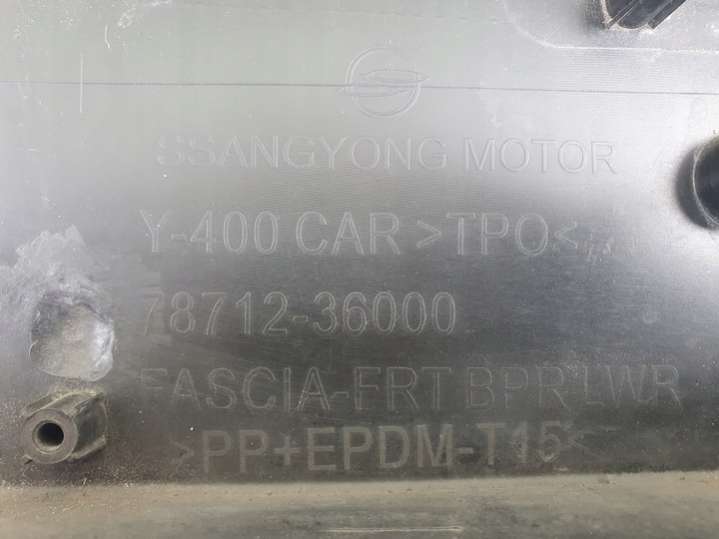 SSANGYONG MOTOR
Y-400 CAR >TPO<
78712-36000
FASCIA-FRT BPR LWR
>PP+EPDM-T15<